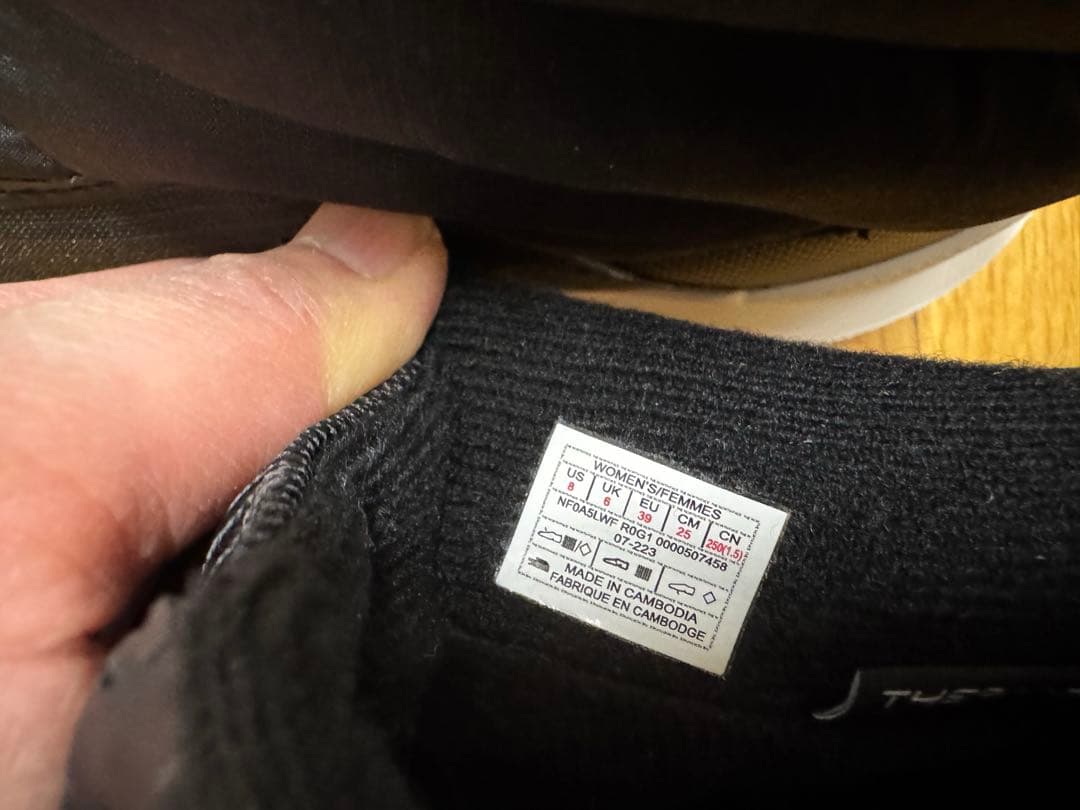 WOMEN'S/FEMMES
US UK EU CM CN
8 6 39 25 250(1.5)
NF0A5LWF R0G1 0000507458
07-223
MADE IN CAMBODIA
FABRIQUE EN CAMBODGE